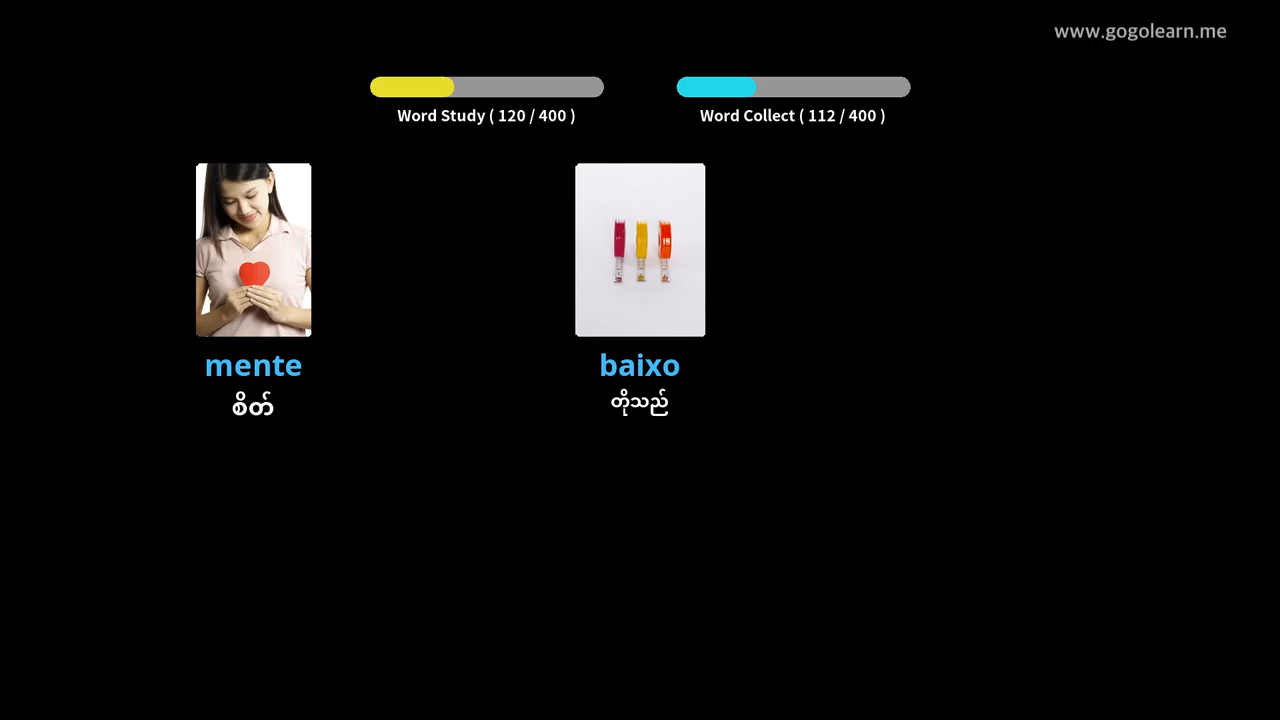 www.gogolearn.me
Word Study ( 120 / 400 )
Word Collect ( 112 / 400 )
mente
စိတ်
baixo
တိုသည်